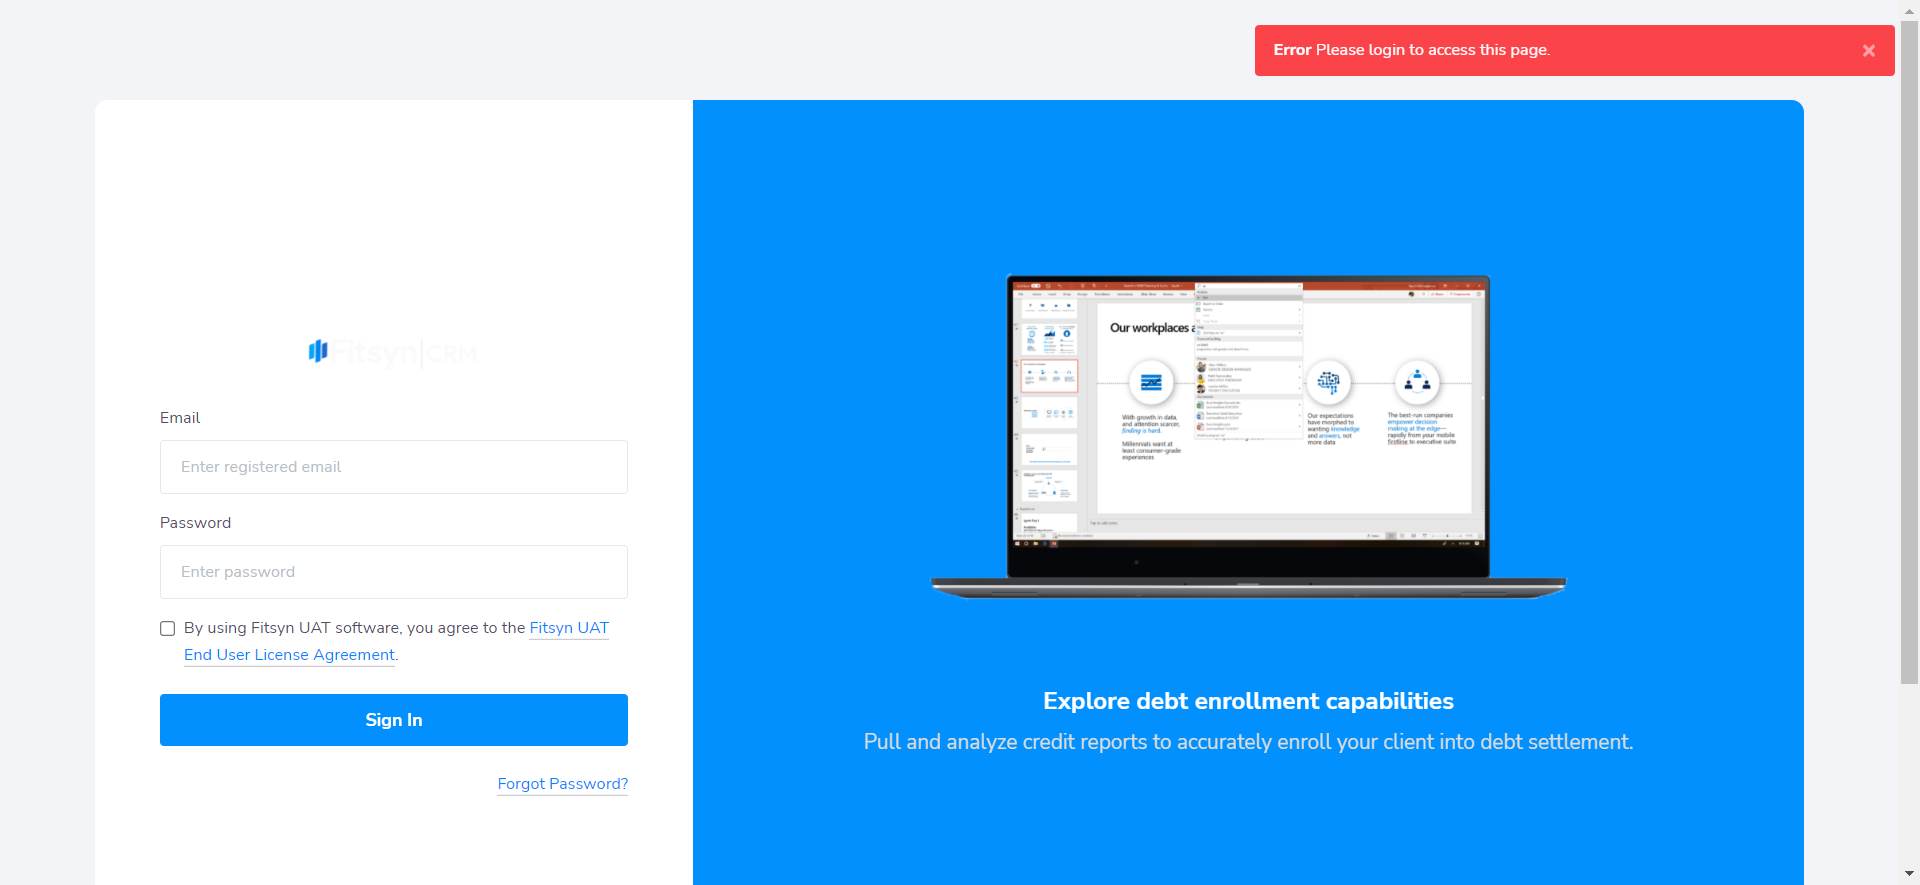 Error Please login to access this page.
Fitsyn|CRM
Email
Enter registered email
Password
Enter password
By using Fitsyn UAT software, you agree to the Fitsyn UAT
End User License Agreement.
Sign In
Forgot Password?
Our workplaces a
With growth in data,
and attention scarcer,
finding is hard.
Millennials want at
least consumer-grade
experiences
Our expectations
have morphed to
wanting knowledge
and answers, not
more data
The best-run companies
empower decision
making at the edge—
rapidly from your mobile
firstline to executive suite
Explore debt enrollment capabilities
Pull and analyze credit reports to accurately enroll your client into debt settlement.